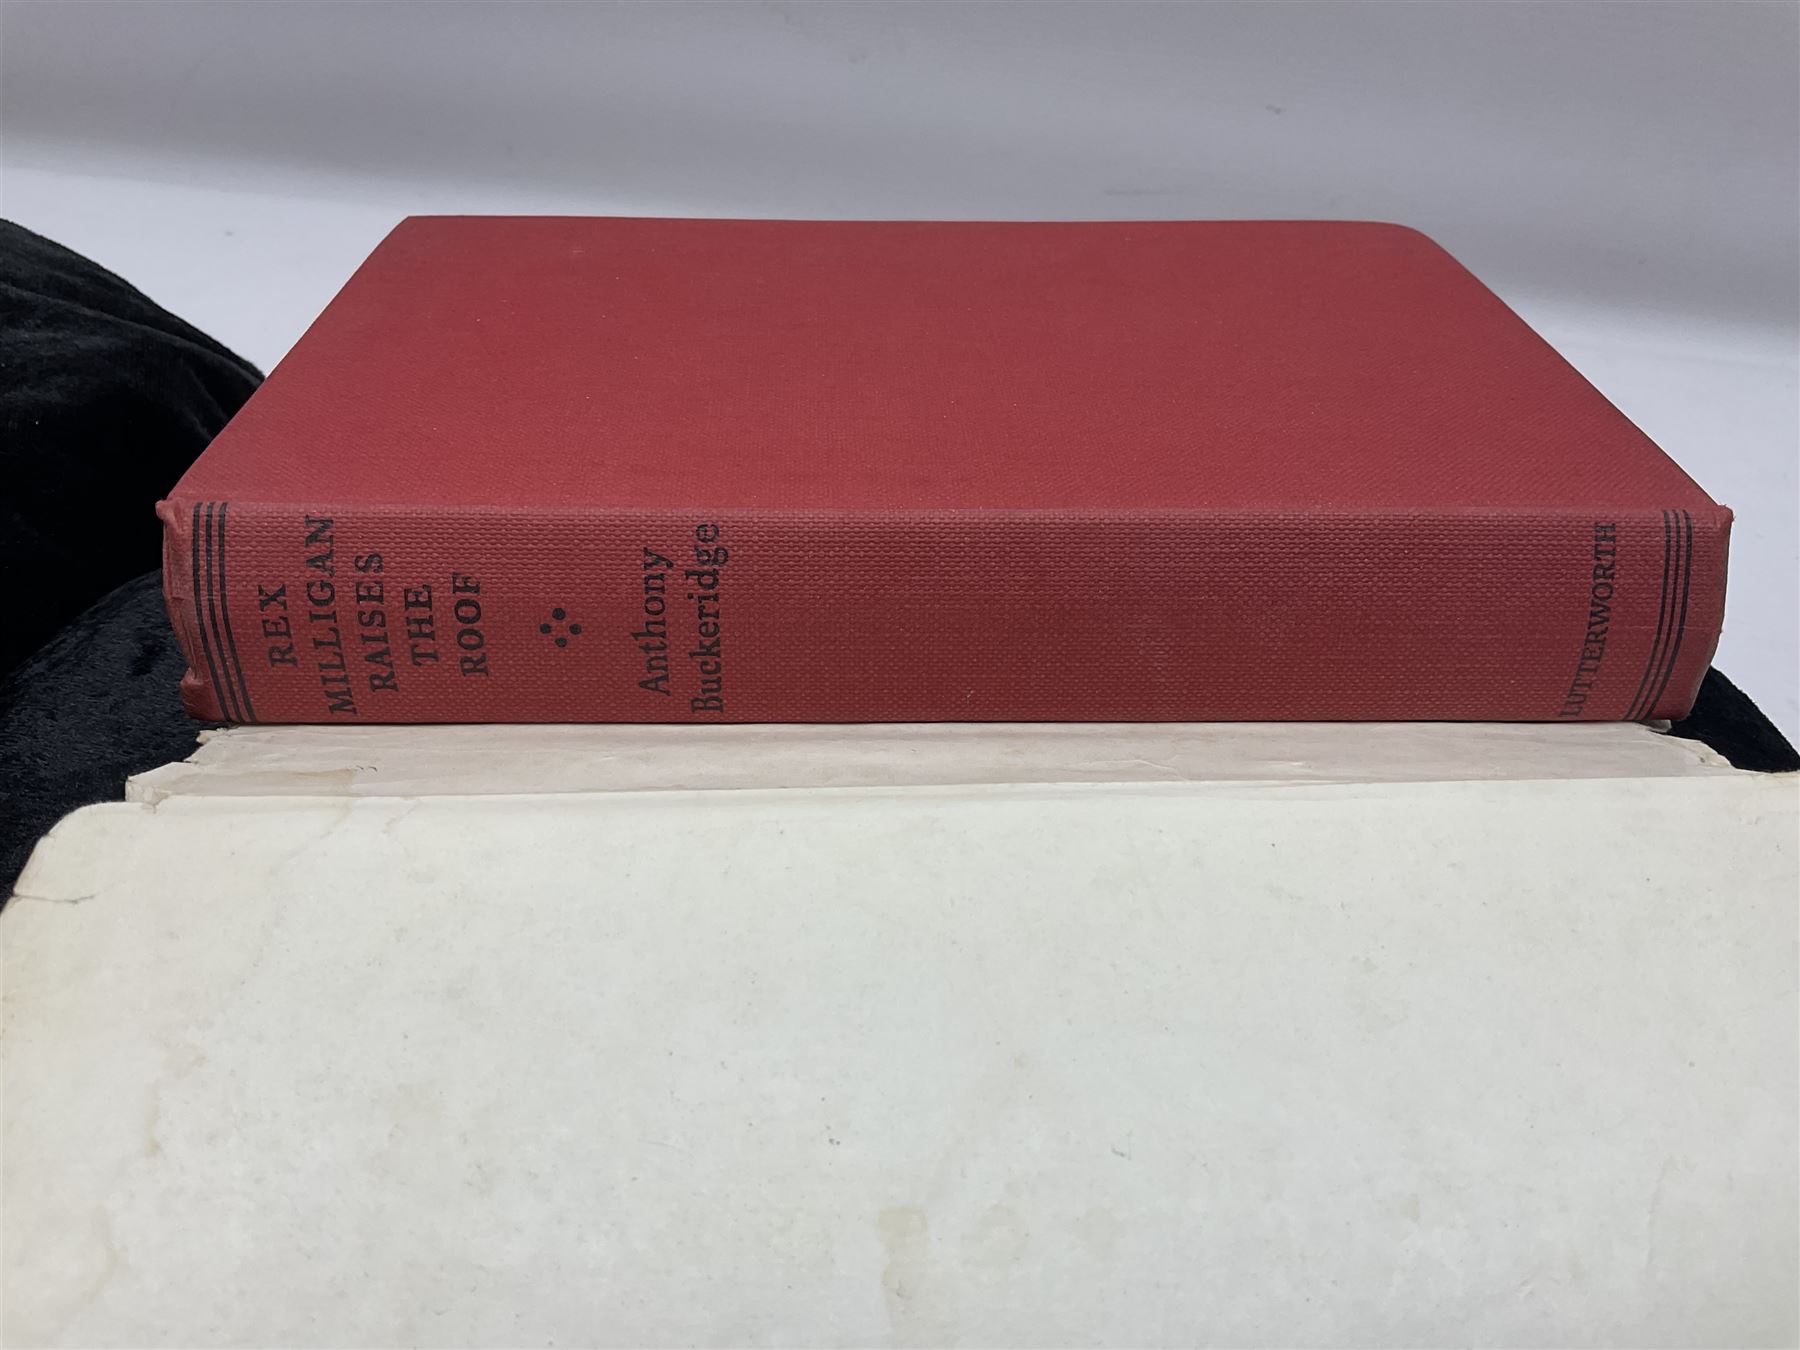 REX
MILLIGAN
RAISES
THE
ROOF
Anthony
Buckeridge
LUTTERWORTH